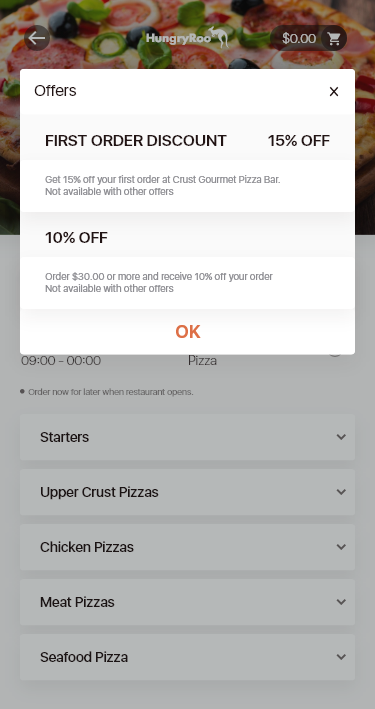 HungryRoo
$0.00
Offers
FIRST ORDER DISCOUNT 15% OFF
Get 15% off your first order at Crust Gourmet Pizza Bar.
Not available with other offers
10% OFF
Order $30.00 or more and receive 10% off your order
Not available with other offers
OK
09:00 - 00:00 Pizza
Order now for later when restaurant opens.
Starters
Upper Crust Pizzas
Chicken Pizzas
Meat Pizzas
Seafood Pizza